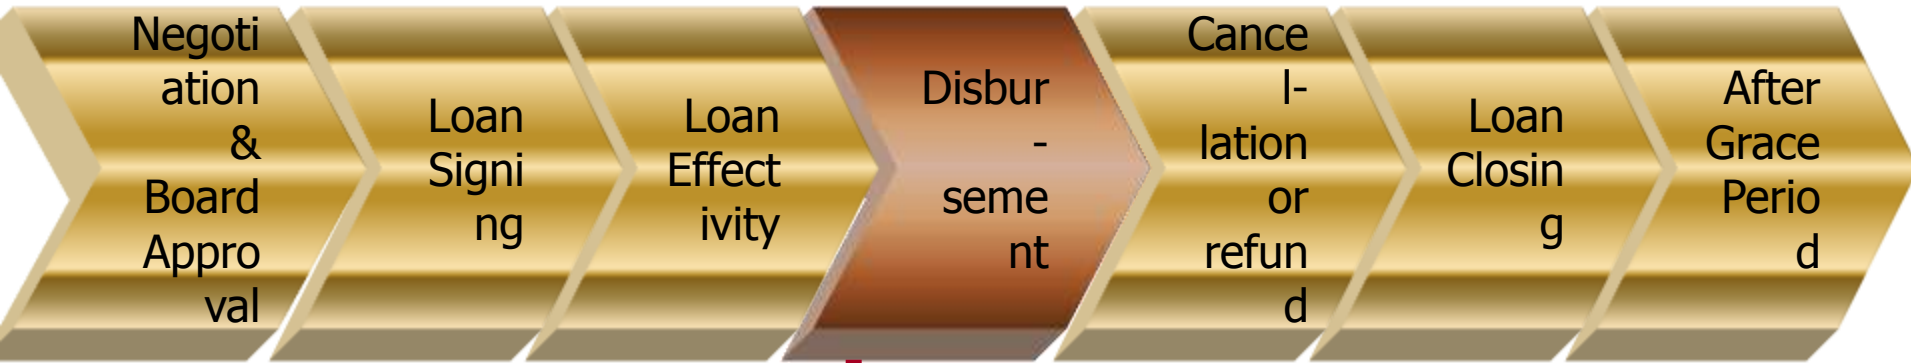 Negoti
ation
&
Board
Appro
val
Loan
Signi
ng
Loan
Effect
ivity
Disbur
-
seme
nt
Cance
l-
lation
or
refun
d
Loan
Closin
g
After
Grace
Perio
d